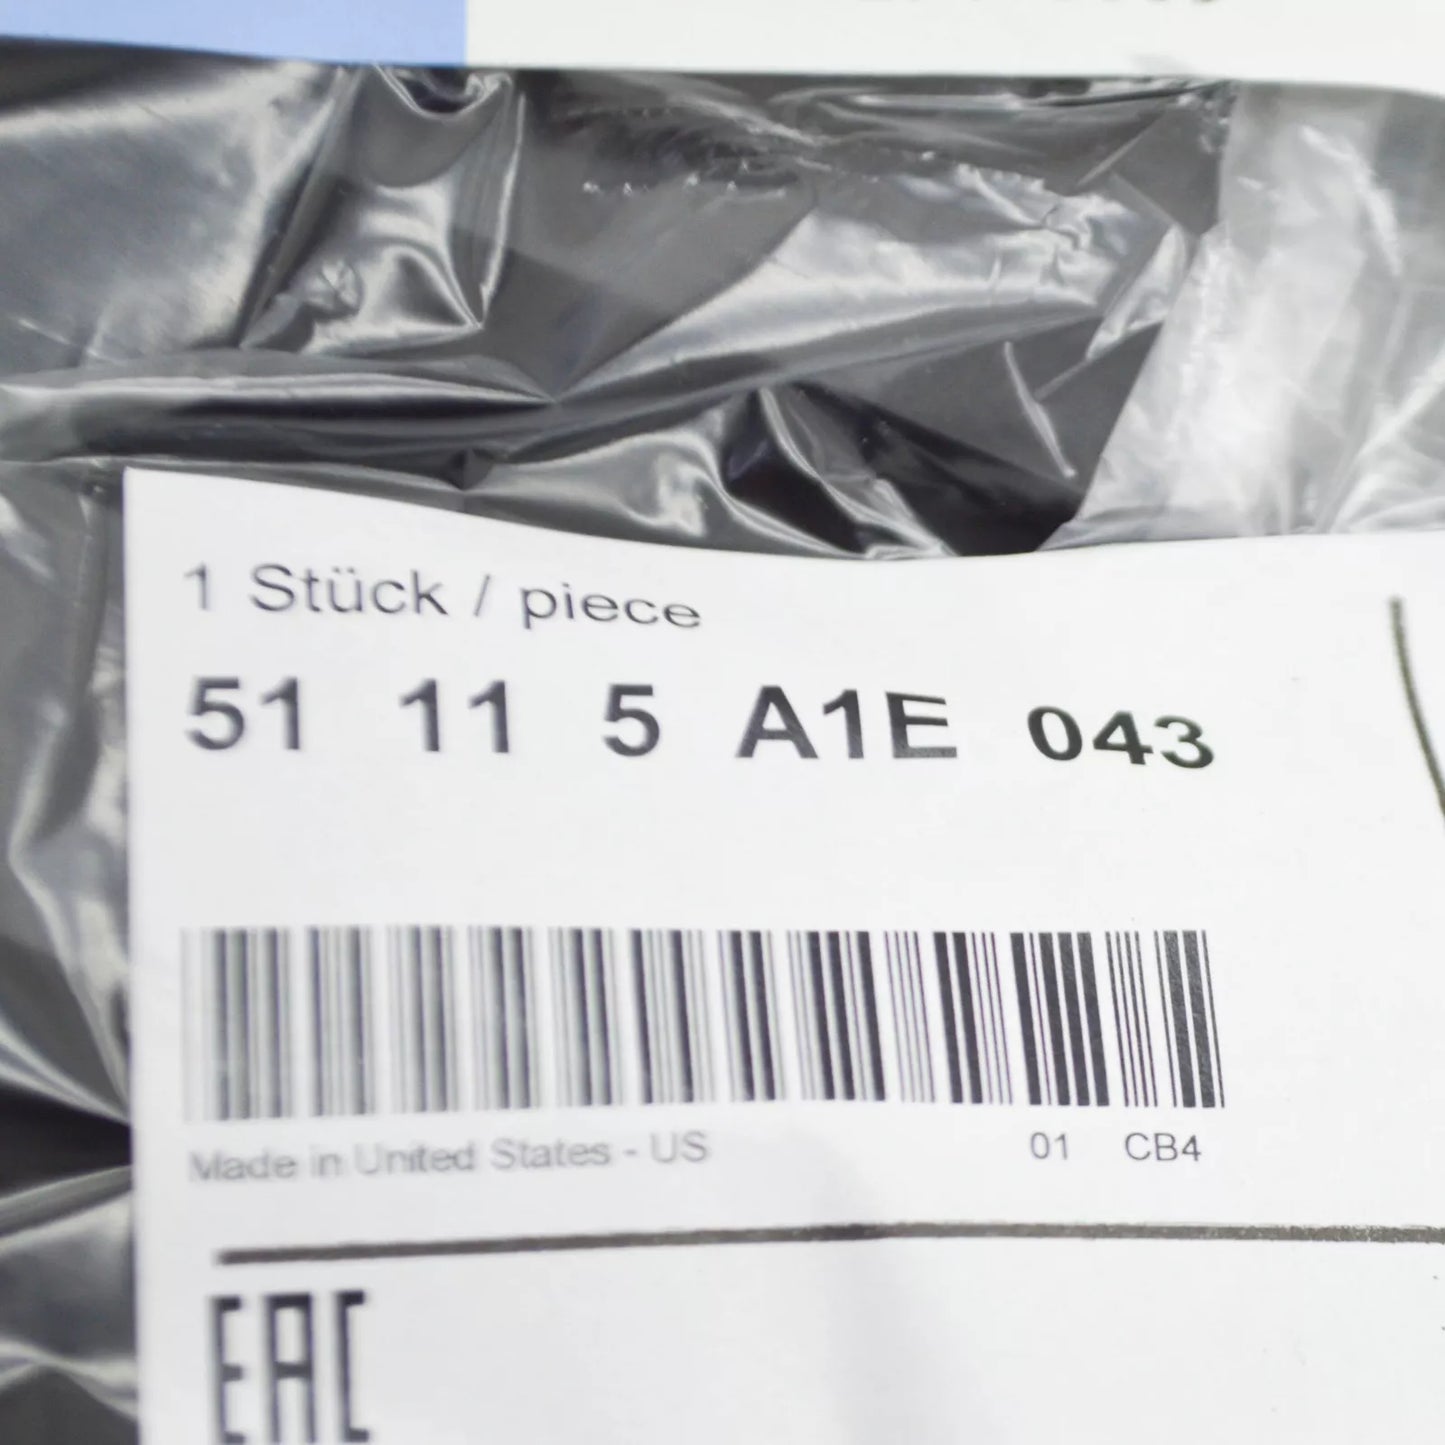 1 Stück / piece
51 11 5 A1E 043
Made in United States - US 01 CB4
EAC